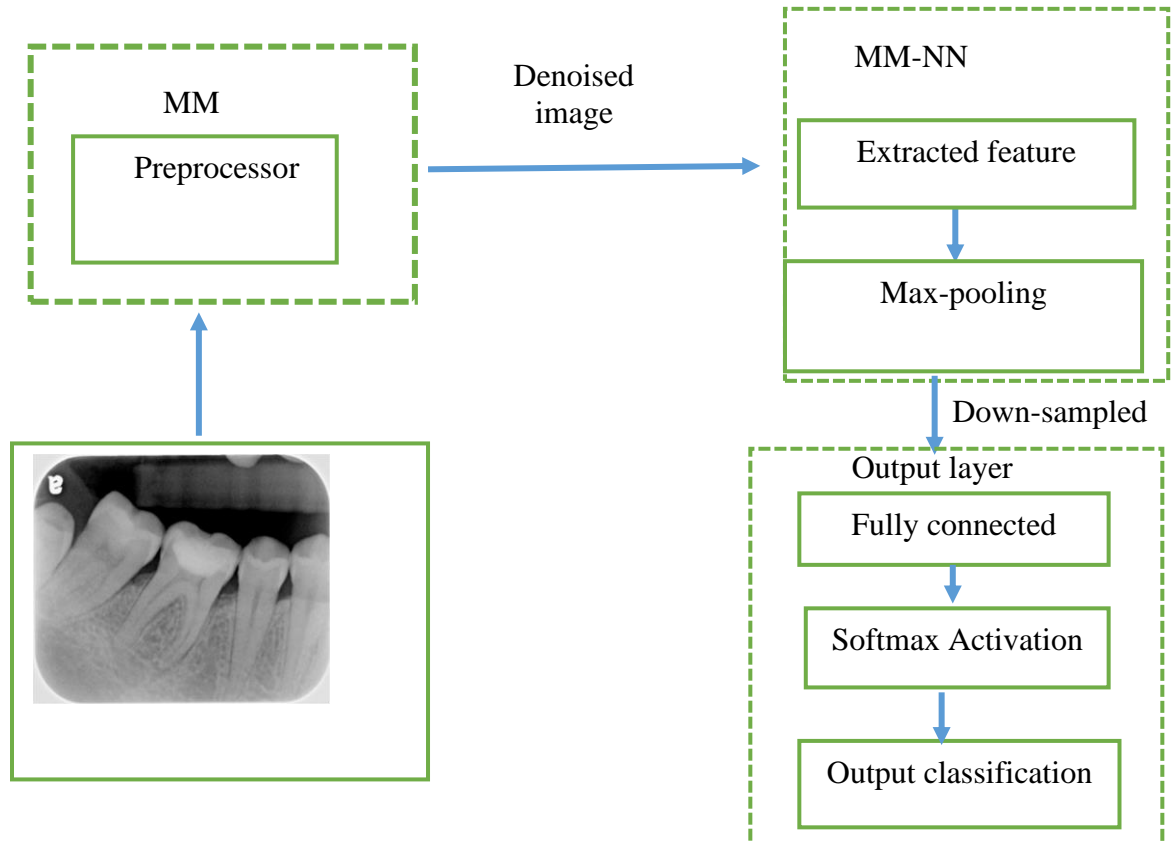 MM
Preprocessor
Denoised
image
MM-NN
Extracted feature
Max-pooling
Down-sampled
Output layer
Fully connected
Softmax Activation
Output classification
a